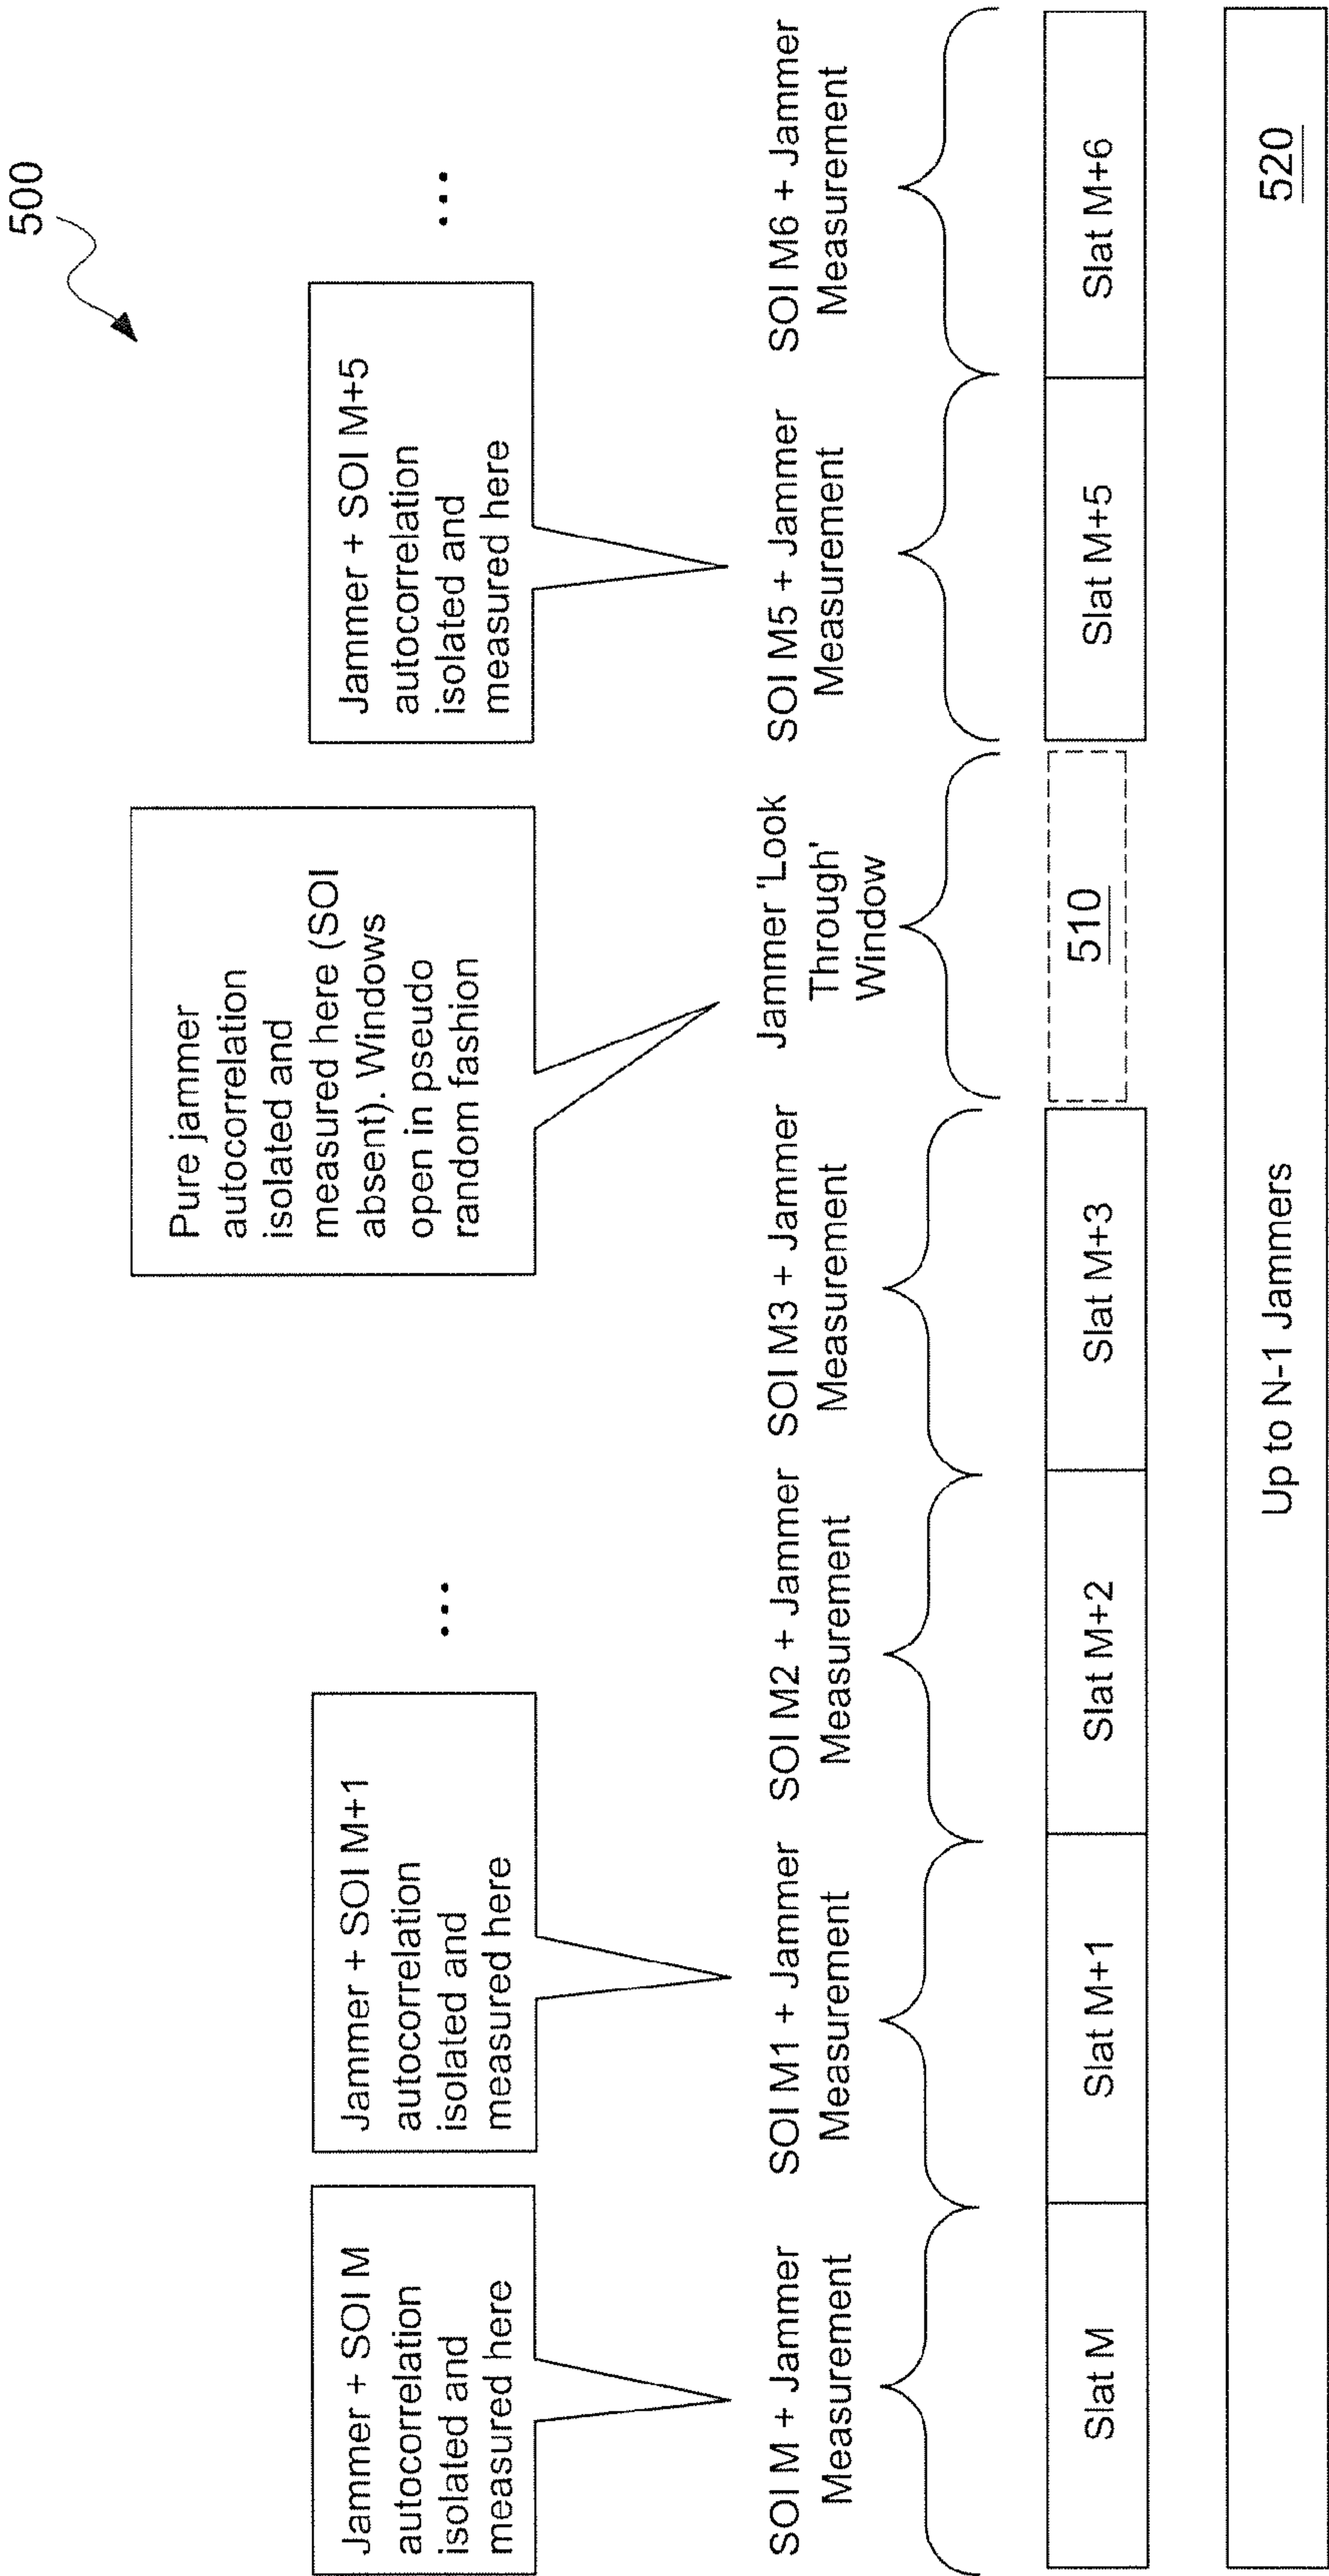 500
Jammer + SOI M
autocorrelation
isolated and
measured here
Jammer + SOI M+1
autocorrelation
isolated and
measured here
...
Pure jammer
autocorrelation
isolated and
measured here (SOI
absent). Windows
open in pseudo
random fashion
Jammer + SOI M+5
autocorrelation
isolated and
measured here
...
SOI M + Jammer
Measurement
SOI M1 + Jammer
Measurement
SOI M2 + Jammer
Measurement
SOI M3 + Jammer
Measurement
Jammer 'Look
Through'
Window
SOI M5 + Jammer
Measurement
SOI M6 + Jammer
Measurement
Slat M
Slat M+1
Slat M+2
Slat M+3
510
Slat M+5
Slat M+6
Up to N-1 Jammers
520